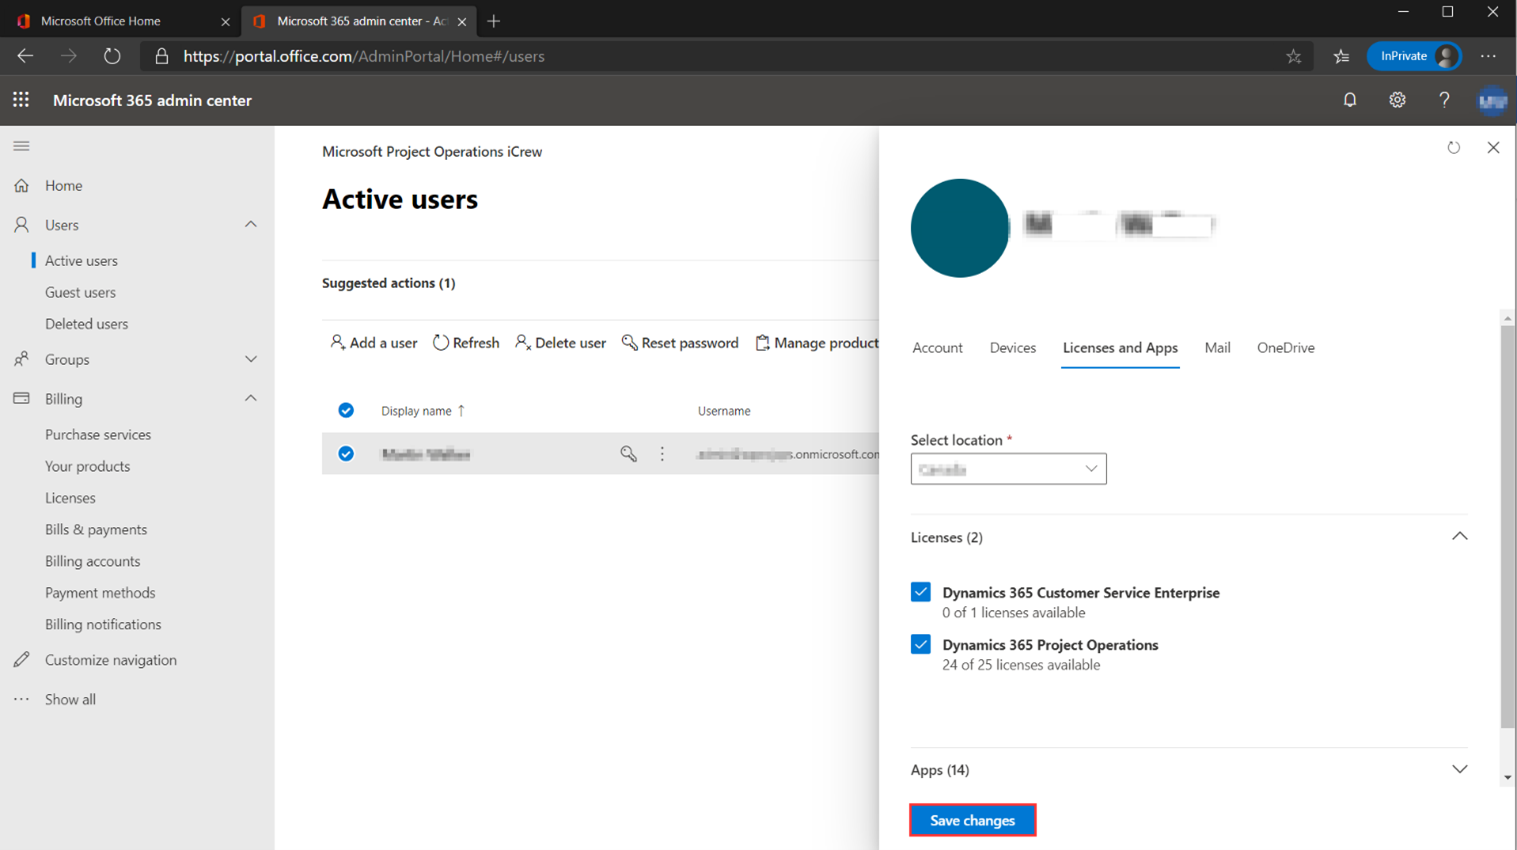 Microsoft Office Home
Microsoft 365 admin center - Ac
https://portal.office.com/AdminPortal/Home#/users
InPrivate
Microsoft 365 admin center
Home
Users
Active users
Guest users
Deleted users
Groups
Billing
Purchase services
Your products
Licenses
Bills & payments
Billing accounts
Payment methods
Billing notifications
Customize navigation
Show all
Microsoft Project Operations iCrew
Active users
Suggested actions (1)
Add a user Refresh Delete user Reset password Manage product
Display name ↑ Username
.onmicrosoft.con
Account Devices Licenses and Apps Mail OneDrive
Select location *
Licenses (2)
Dynamics 365 Customer Service Enterprise
0 of 1 licenses available
Dynamics 365 Project Operations
24 of 25 licenses available
Apps (14)
Save changes